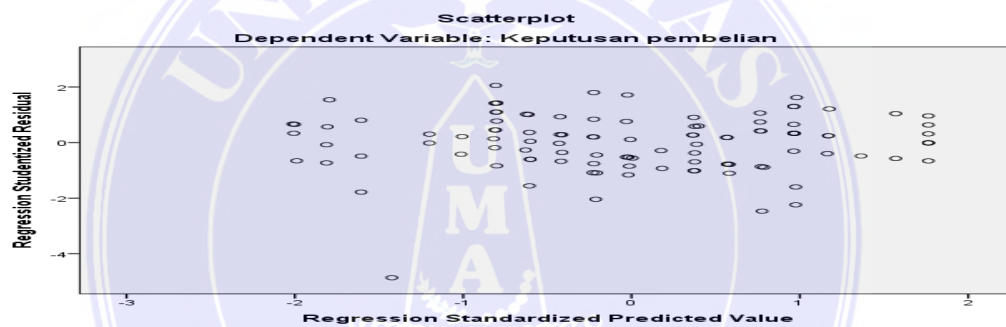 Scatterplot
Dependent Variable: Keputusan pembelian
Regression Studentized Residual
2
0
-2
-4
-3 -2 -1 0 1 2
Regression Standardized Predicted Value
UMA